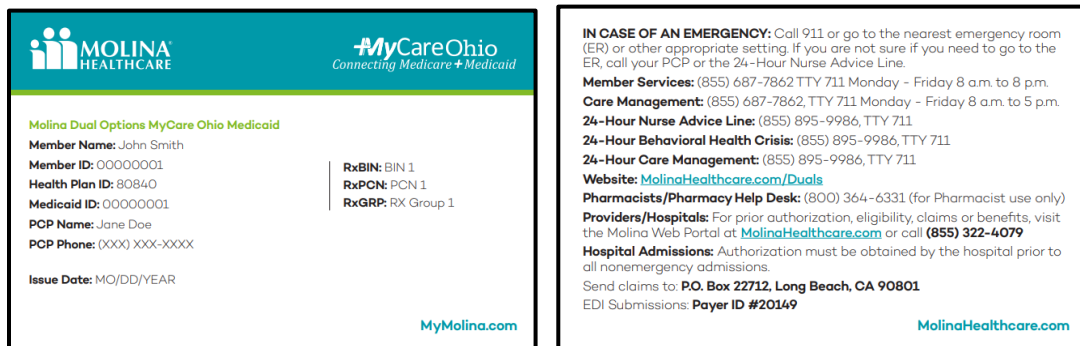 MOLINA
HEALTHCARE
MyCareOhio
Connecting Medicare + Medicaid
Molina Dual Options MyCare Ohio Medicaid
Member Name: John Smith
Member ID: 00000001
Health Plan ID: 80840
Medicaid ID: 00000001
PCP Name: Jane Doe
PCP Phone: (XXX) XXX-XXXX
Issue Date: MO/DD/YEAR
RxBIN: BIN 1
RxPCN: PCN 1
RxGRP: RX Group 1
MyMolina.com
IN CASE OF AN EMERGENCY: Call 911 or go to the nearest emergency room
(ER) or other appropriate setting. If you are not sure if you need to go to the
ER, call your PCP or the 24-Hour Nurse Advice Line.
Member Services: (855) 687-7862 TTY 711 Monday - Friday 8 a.m. to 8 p.m.
Care Management: (855) 687-7862, TTY 711 Monday - Friday 8 a.m. to 5 p.m.
24-Hour Nurse Advice Line: (855) 895-9986, TTY 711
24-Hour Behavioral Health Crisis: (855) 895-9986, TTY 711
24-Hour Care Management: (855) 895-9986, TTY 711
Website: MolinaHealthcare.com/Duals
Pharmacists/Pharmacy Help Desk: (800) 364-6331 (for Pharmacist use only)
Providers/Hospitals: For prior authorization, eligibility, claims or benefits, visit
the Molina Web Portal at MolinaHealthcare.com or call (855) 322-4079
Hospital Admissions: Authorization must be obtained by the hospital prior to
all nonemergency admissions.
Send claims to: P.O. Box 22712, Long Beach, CA 90801
EDI Submissions: Payer ID #20149
MolinaHealthcare.com